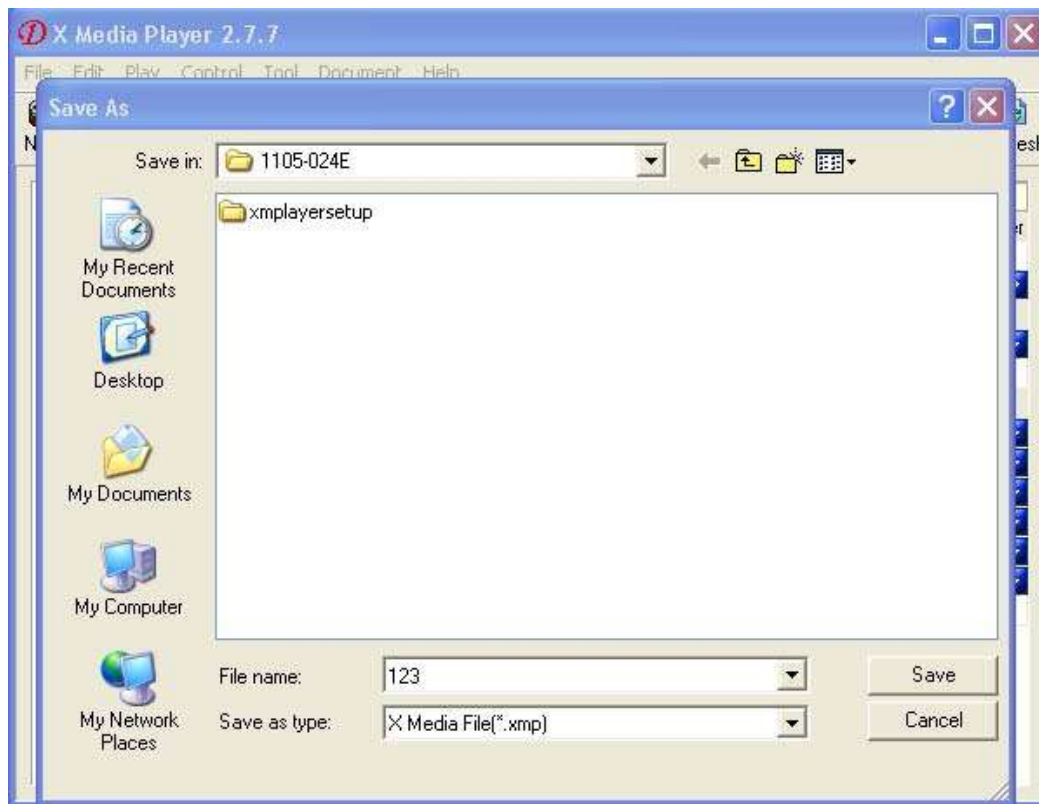 X Media Player 2.7.7
File Edit Play Control Tool Document Help
Save As
Save in: 1105-024E
xmplayersetup
My Recent
Documents
Desktop
My Documents
My Computer
My Network
Places
File name: 123 Save
Save as type: X Media File(*.xmp) Cancel